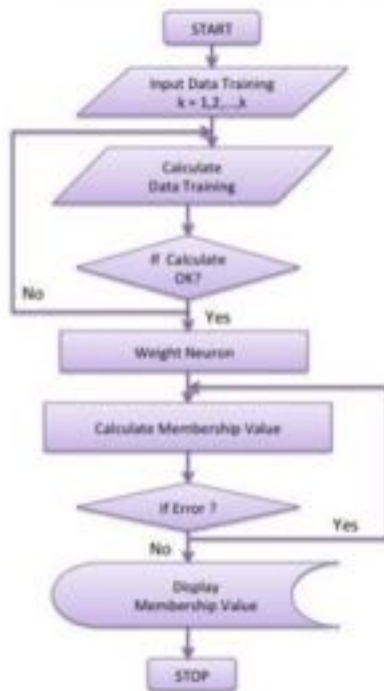 START
Input Data Training
k = 1,2,...,k
Calculate
Data Training
If Calculate
OK?
No
Yes
Weight Neuron
Calculate Membership Value
If Error ?
Yes
No
Display
Membership Value
STOP